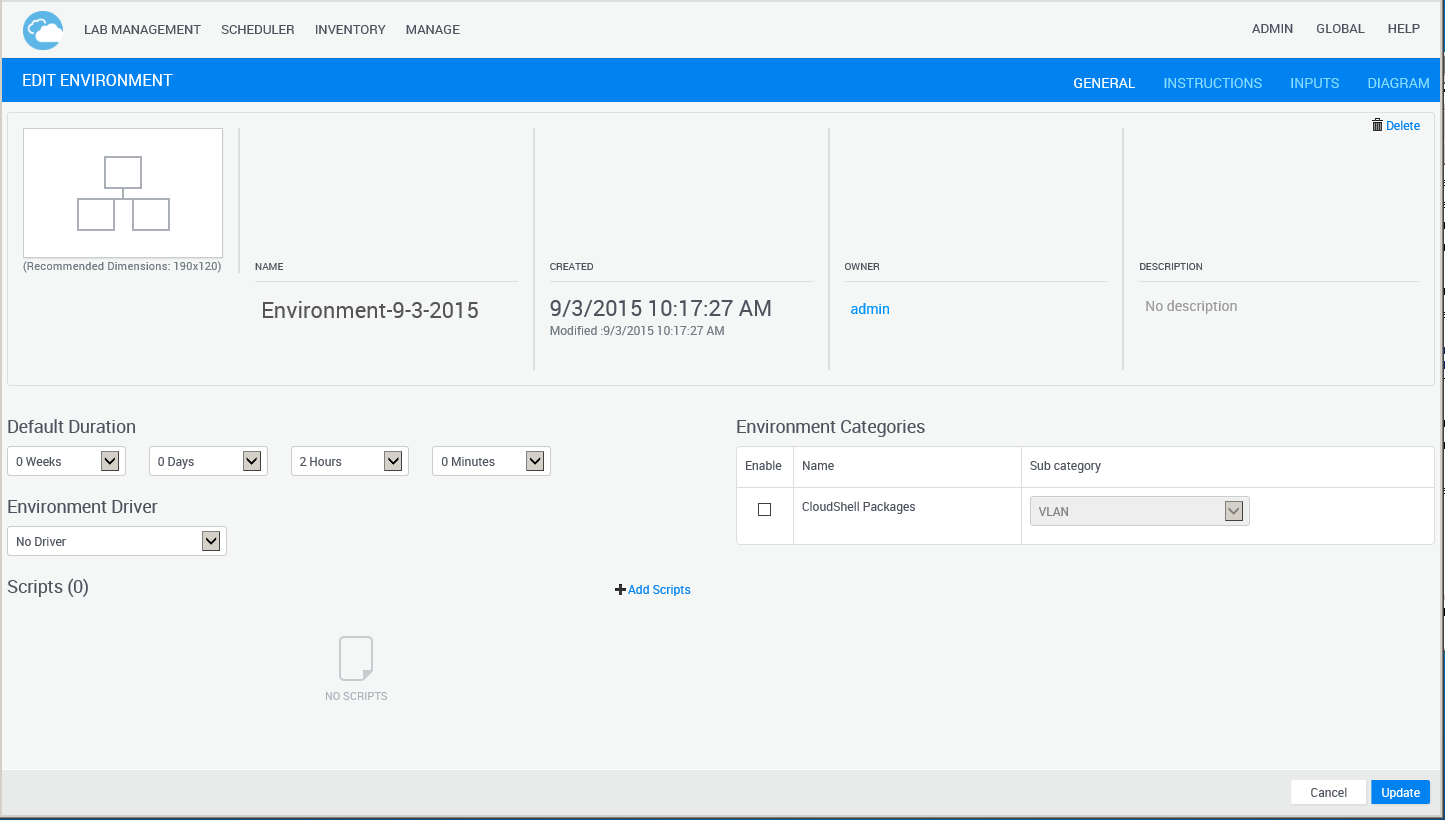 LAB MANAGEMENT SCHEDULER INVENTORY MANAGE ADMIN GLOBAL HELP
EDIT ENVIRONMENT GENERAL INSTRUCTIONS INPUTS DIAGRAM
Delete
(Recommended Dimensions: 190x120)
NAME
Environment-9-3-2015
CREATED
9/3/2015 10:17:27 AM
Modified :9/3/2015 10:17:27 AM
OWNER
admin
DESCRIPTION
No description
Default Duration
0 Weeks 0 Days 2 Hours 0 Minutes
Environment Driver
No Driver
Scripts (0) Add Scripts
NO SCRIPTS
Environment Categories
Enable Name Sub category
CloudShell Packages VLAN
Cancel Update